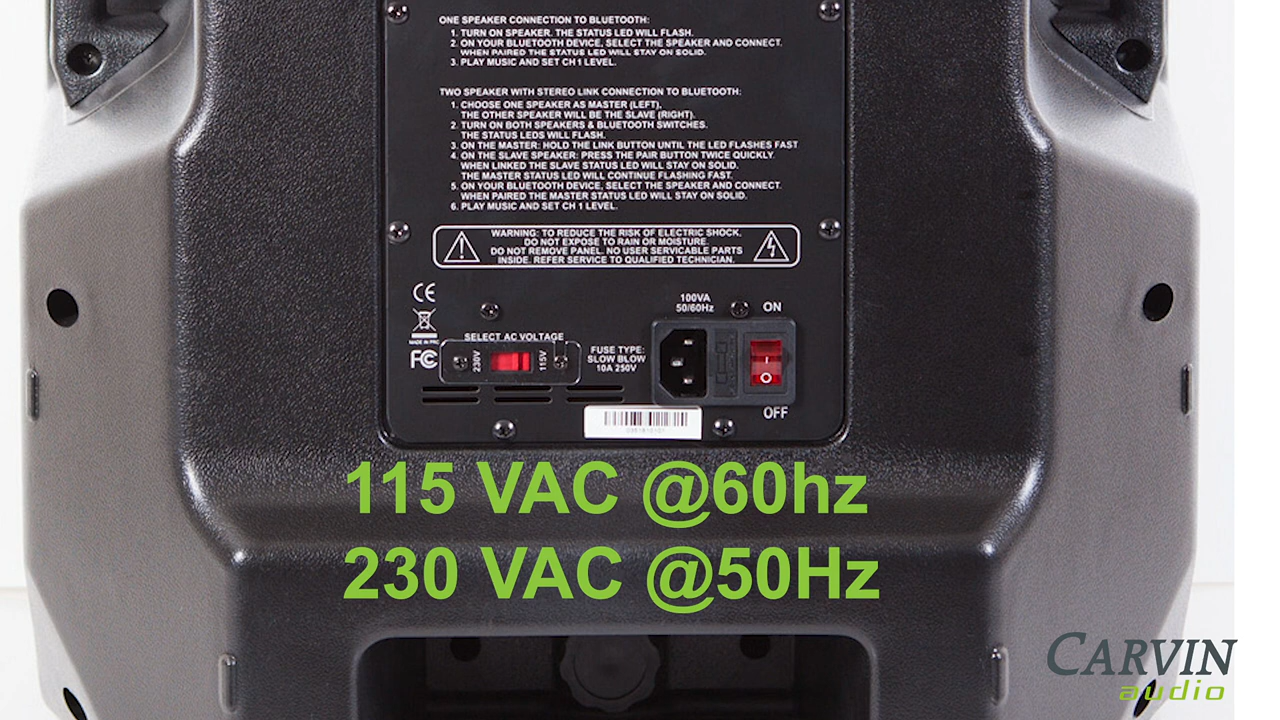 ONE SPEAKER CONNECTION TO BLUETOOTH:
1. TURN ON SPEAKER. THE STATUS LED WILL FLASH.
2. ON YOUR BLUETOOTH DEVICE, SELECT THE SPEAKER AND CONNECT.
WHEN PAIRED THE STATUS LED WILL STAY ON SOLID.
3. PLAY MUSIC AND SET CH 1 LEVEL.
TWO SPEAKER WITH STEREO LINK CONNECTION TO BLUETOOTH:
1. CHOOSE ONE SPEAKER AS MASTER (LEFT),
THE OTHER SPEAKER WILL BE THE SLAVE (RIGHT).
2. TURN ON BOTH SPEAKERS & BLUETOOTH SWITCHES.
THE STATUS LEDS WILL FLASH.
3. ON THE MASTER: HOLD THE LINK BUTTON UNTIL THE LED FLASHES FAST
4. ON THE SLAVE SPEAKER: PRESS THE PAIR BUTTON TWICE QUICKLY.
WHEN LINKED THE SLAVE STATUS LED WILL STAY ON SOLID.
THE MASTER STATUS LED WILL CONTINUE FLASHING FAST.
5. ON YOUR BLUETOOTH DEVICE, SELECT THE SPEAKER AND CONNECT.
WHEN PAIRED THE MASTER STATUS LED WILL STAY ON SOLID.
6. PLAY MUSIC AND SET CH 1 LEVEL.
WARNING: TO REDUCE THE RISK OF ELECTRIC SHOCK,
DO NOT EXPOSE TO RAIN OR MOISTURE.
DO NOT REMOVE PANEL. NO USER SERVICABLE PARTS
INSIDE. REFER SERVICE TO QUALIFIED TECHNICIAN.
CE
MADE IN PRC
FC
SELECT AC VOLTAGE
230V
115V
FUSE TYPE:
SLOW BLOW
10A 250V
100VA
50/60Hz
ON
I
O
OFF
115 VAC @60hz
230 VAC @50Hz
CARVIN
audio